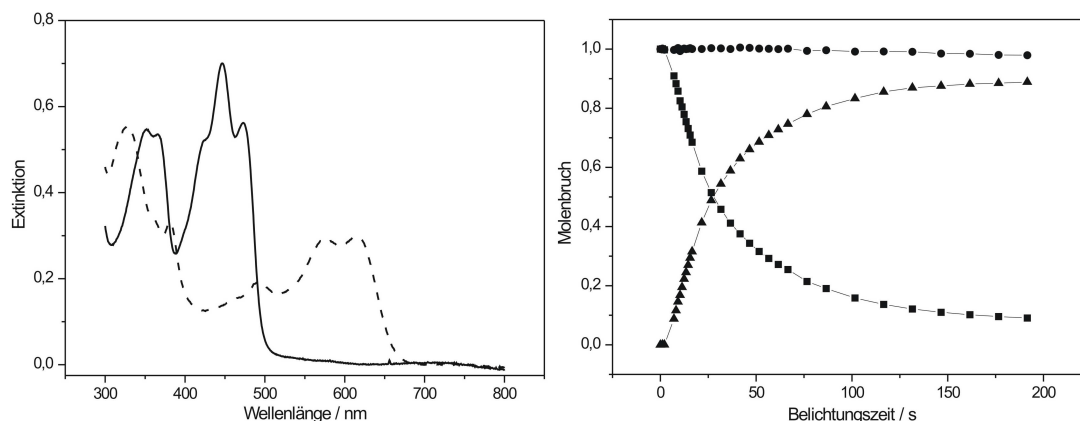 0,8
0,6
0,4
0,2
0,0
Extinktion
300 400 500 600 700 800
Wellenlänge / nm
1,0
0,8
0,6
0,4
0,2
0,0
Molenbruch
0 50 100 150 200
Belichtungszeit / s